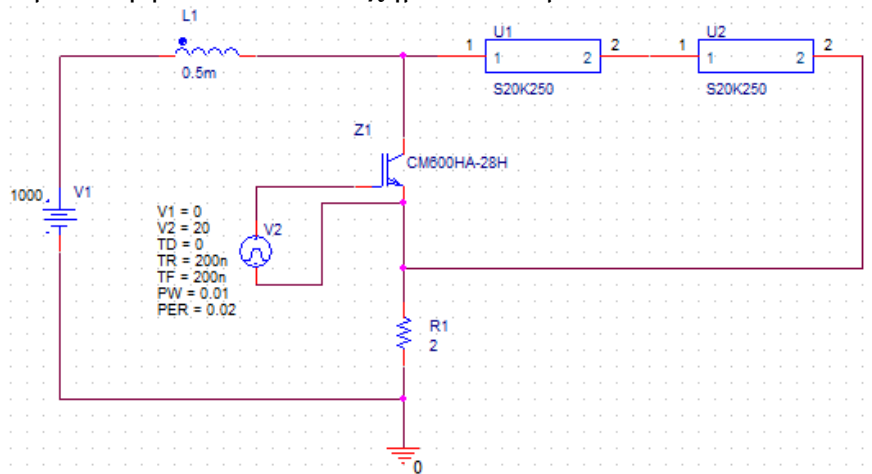 L1
0.5m
U1
1
1
2
2
S20K250
U2
1
1
2
2
S20K250
Z1
CM600HA-28H
1000
V1
V1 = 0
V2 = 20
TD = 0
TR = 200n
TF = 200n
PW = 0.01
PER = 0.02
V2
R1
2
0